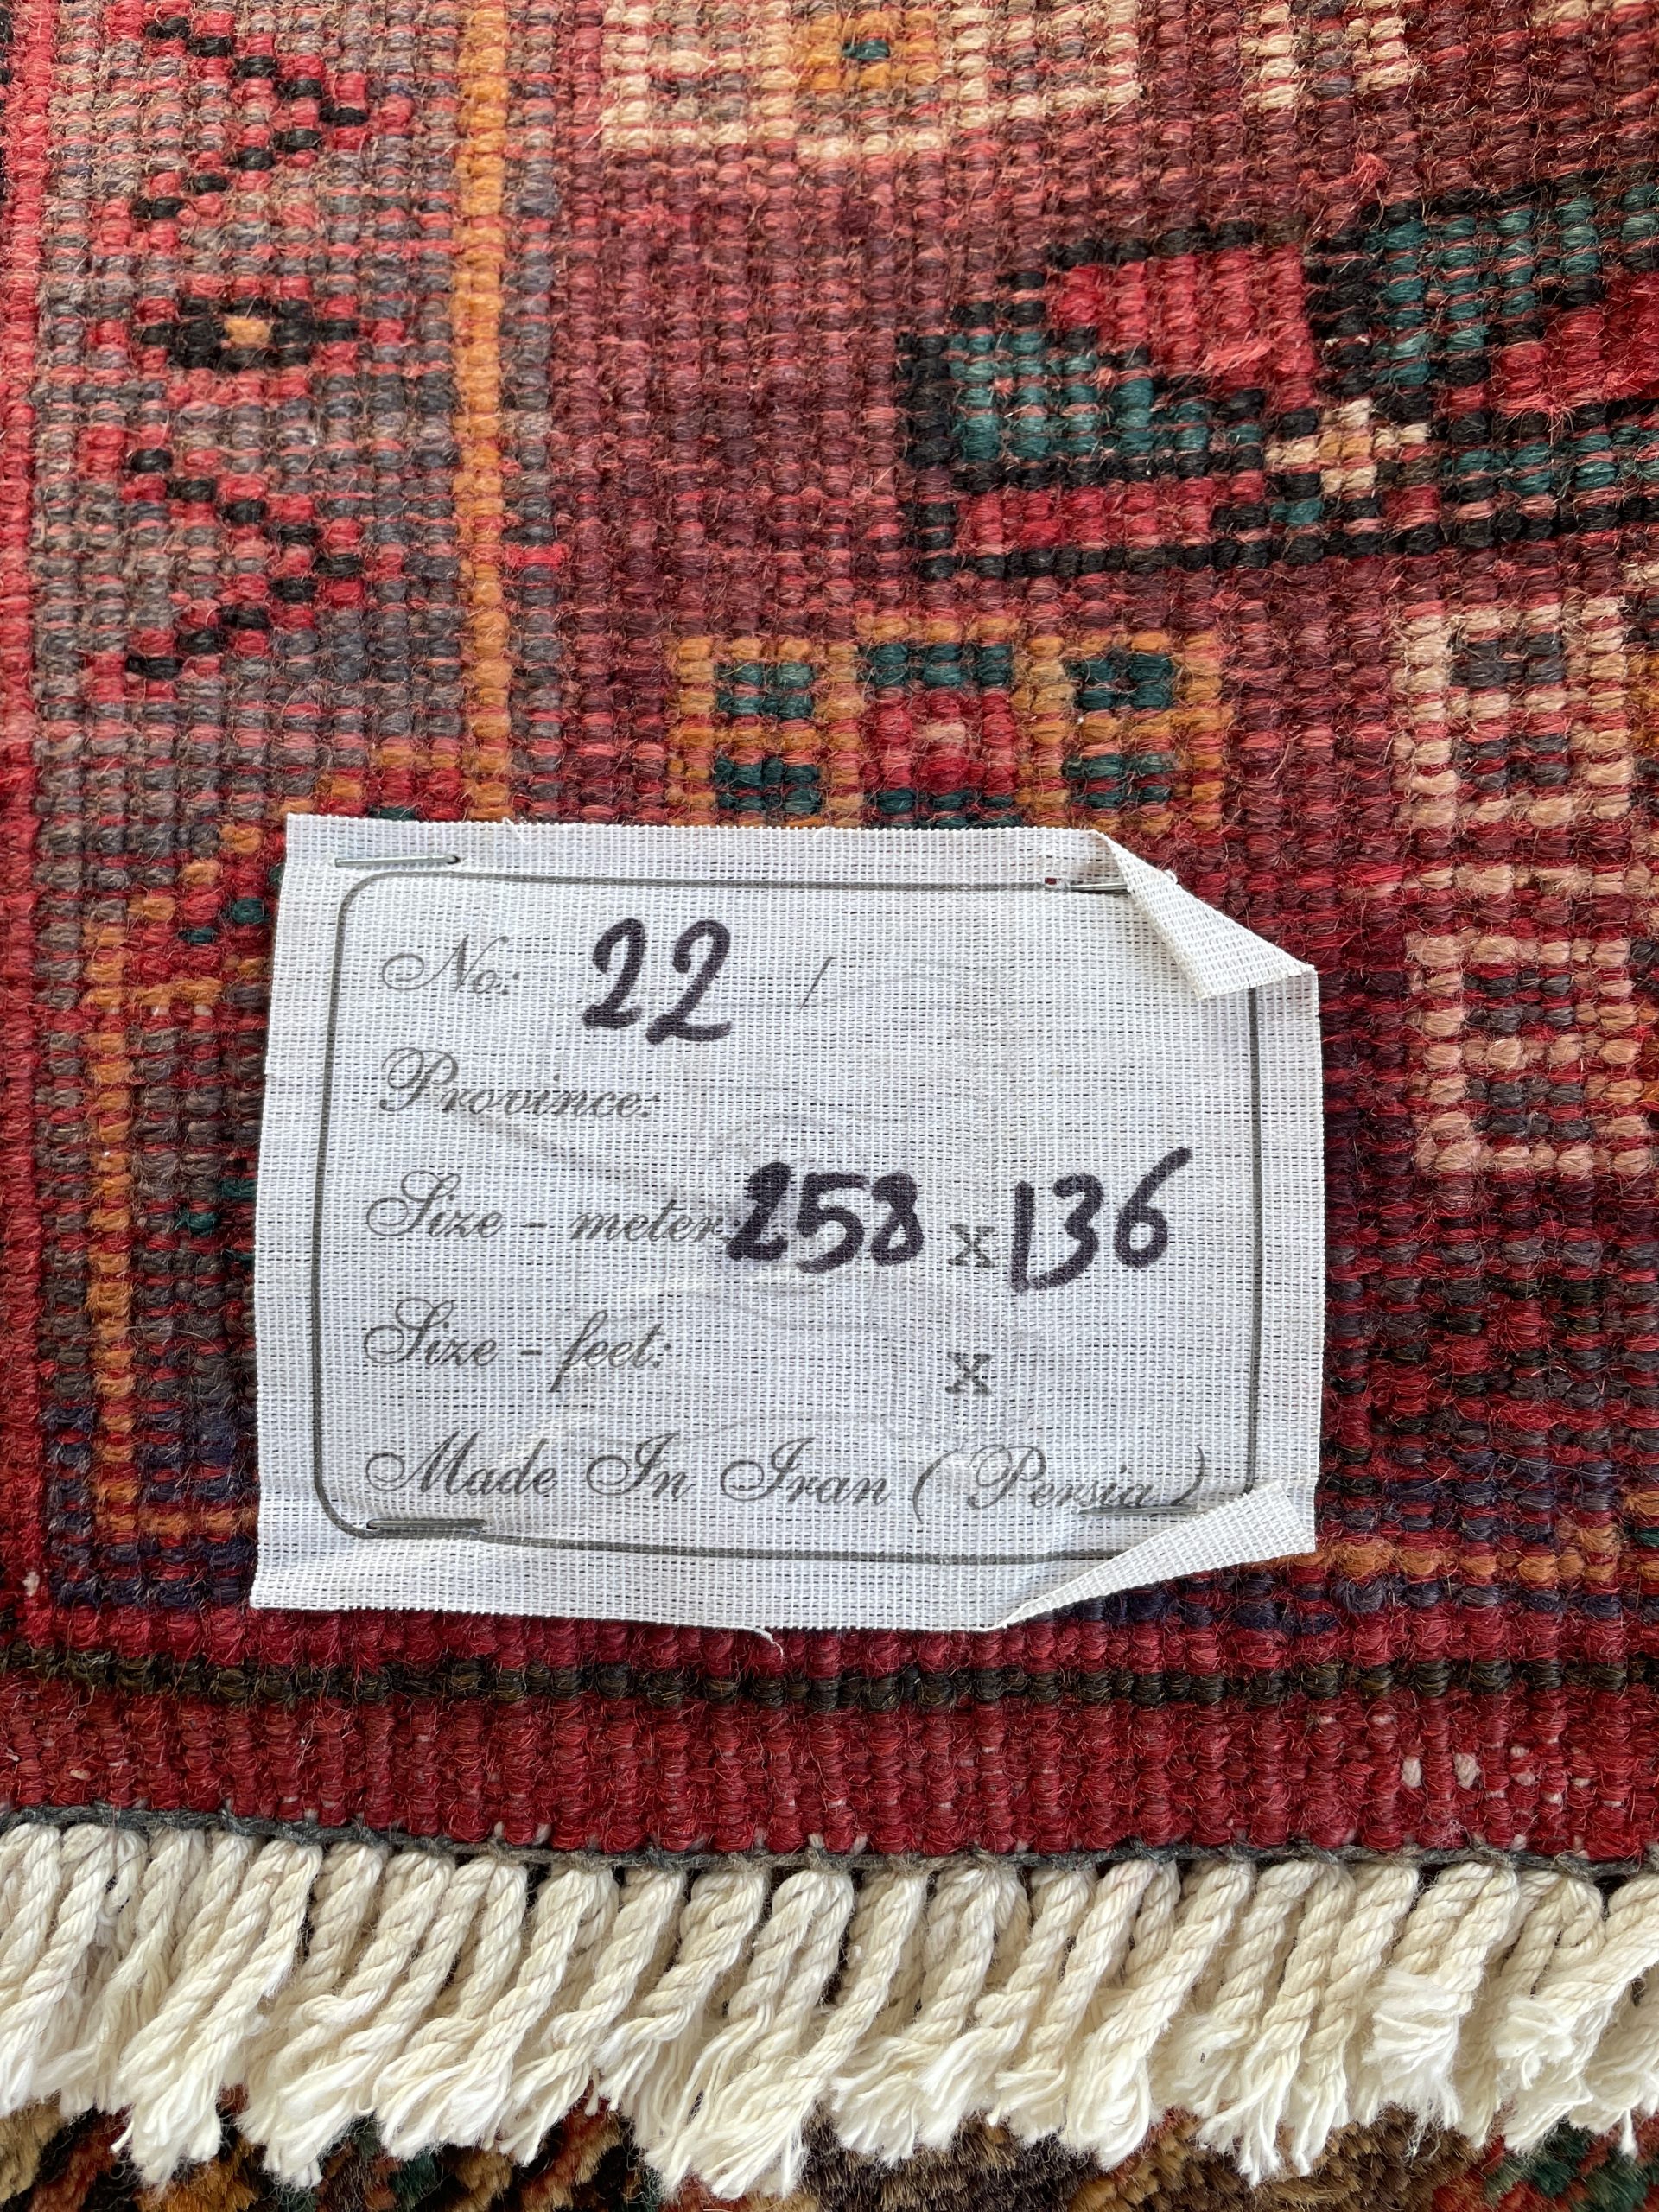 No: 22 /
Province:
Size - meter: 258 x 136
Size - feet: x
Made In Iran ( Persia )